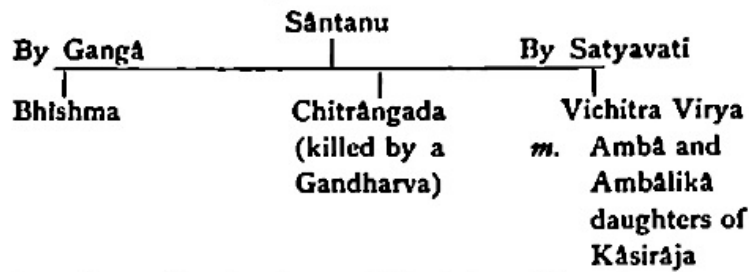 Sântanu
By Gangâ By Satyavati
Bhishma Chitrângada Vichitra Virya
(killed by a m. Ambâ and
Gandharva) Ambâlikâ
daughters of
Kâsirâja